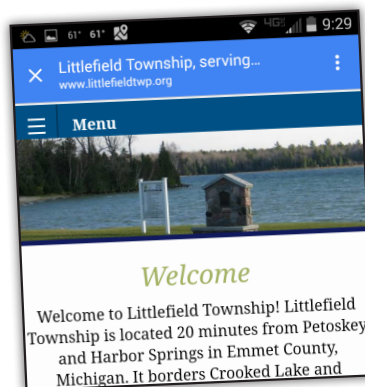 61° 61° 4G 9:29
Littlefield Township, serving...
www.littlefieldtwp.org
Menu
Welcome
Welcome to Littlefield Township! Littlefield
Township is located 20 minutes from Petoskey
and Harbor Springs in Emmet County,
Michigan. It borders Crooked Lake and